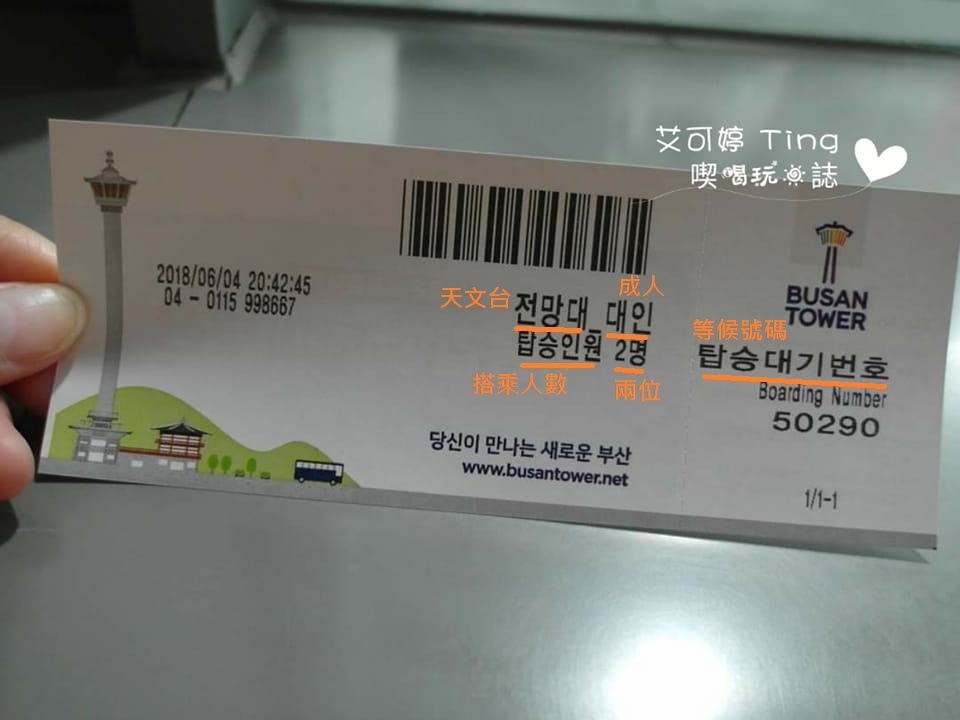 艾可婷 Ting
喫喝玩日誌
2018/06/04 20:42:45
04 - 0115 998667
天文台
成人
전망대 대인
탑승인원 2명
搭乘人數
兩位
당신이 만나는 새로운 부산
www.busantower.net
BUSAN
TOWER
等候號碼
탑승대기번호
Boarding Number
50290
1/1-1